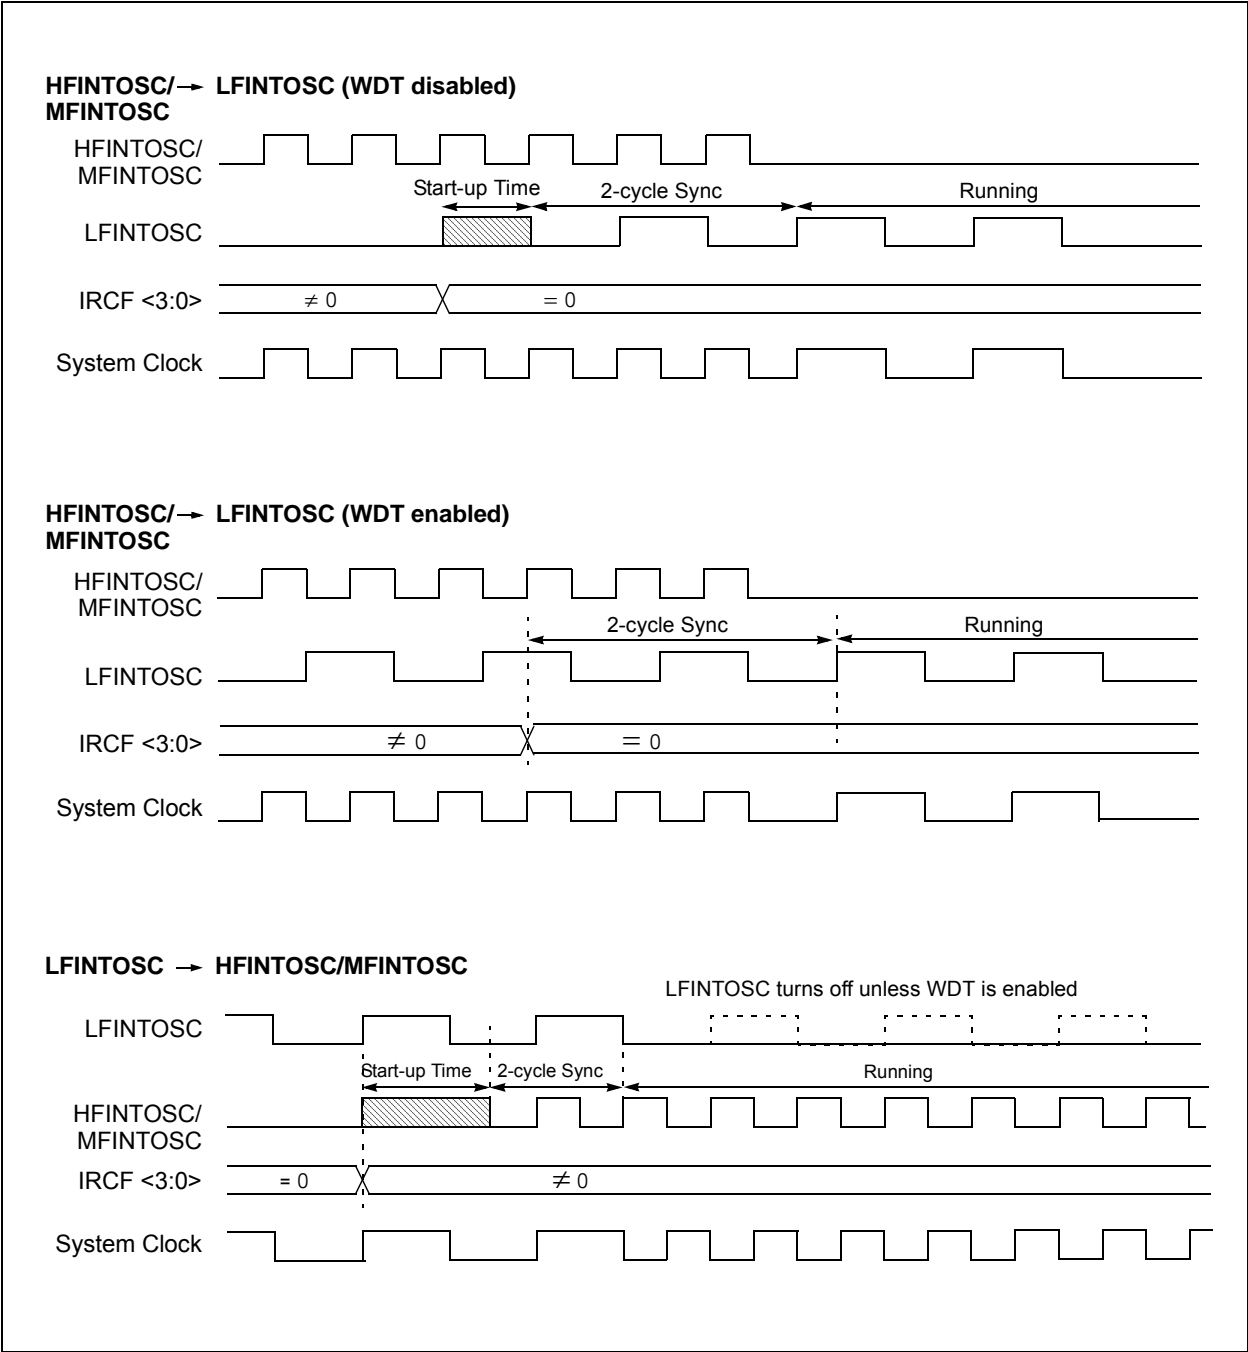 HFINTOSC/→ LFINTOSC (WDT disabled)
MFINTOSC
HFINTOSC/
MFINTOSC
Start-up Time 2-cycle Sync Running
LFINTOSC
IRCF <3:0> ≠ 0 = 0
System Clock
HFINTOSC/→ LFINTOSC (WDT enabled)
MFINTOSC
HFINTOSC/
MFINTOSC
2-cycle Sync Running
LFINTOSC
IRCF <3:0> ≠ 0 = 0
System Clock
LFINTOSC → HFINTOSC/MFINTOSC
LFINTOSC turns off unless WDT is enabled
LFINTOSC
Start-up Time 2-cycle Sync Running
HFINTOSC/
MFINTOSC
IRCF <3:0> = 0 ≠ 0
System Clock